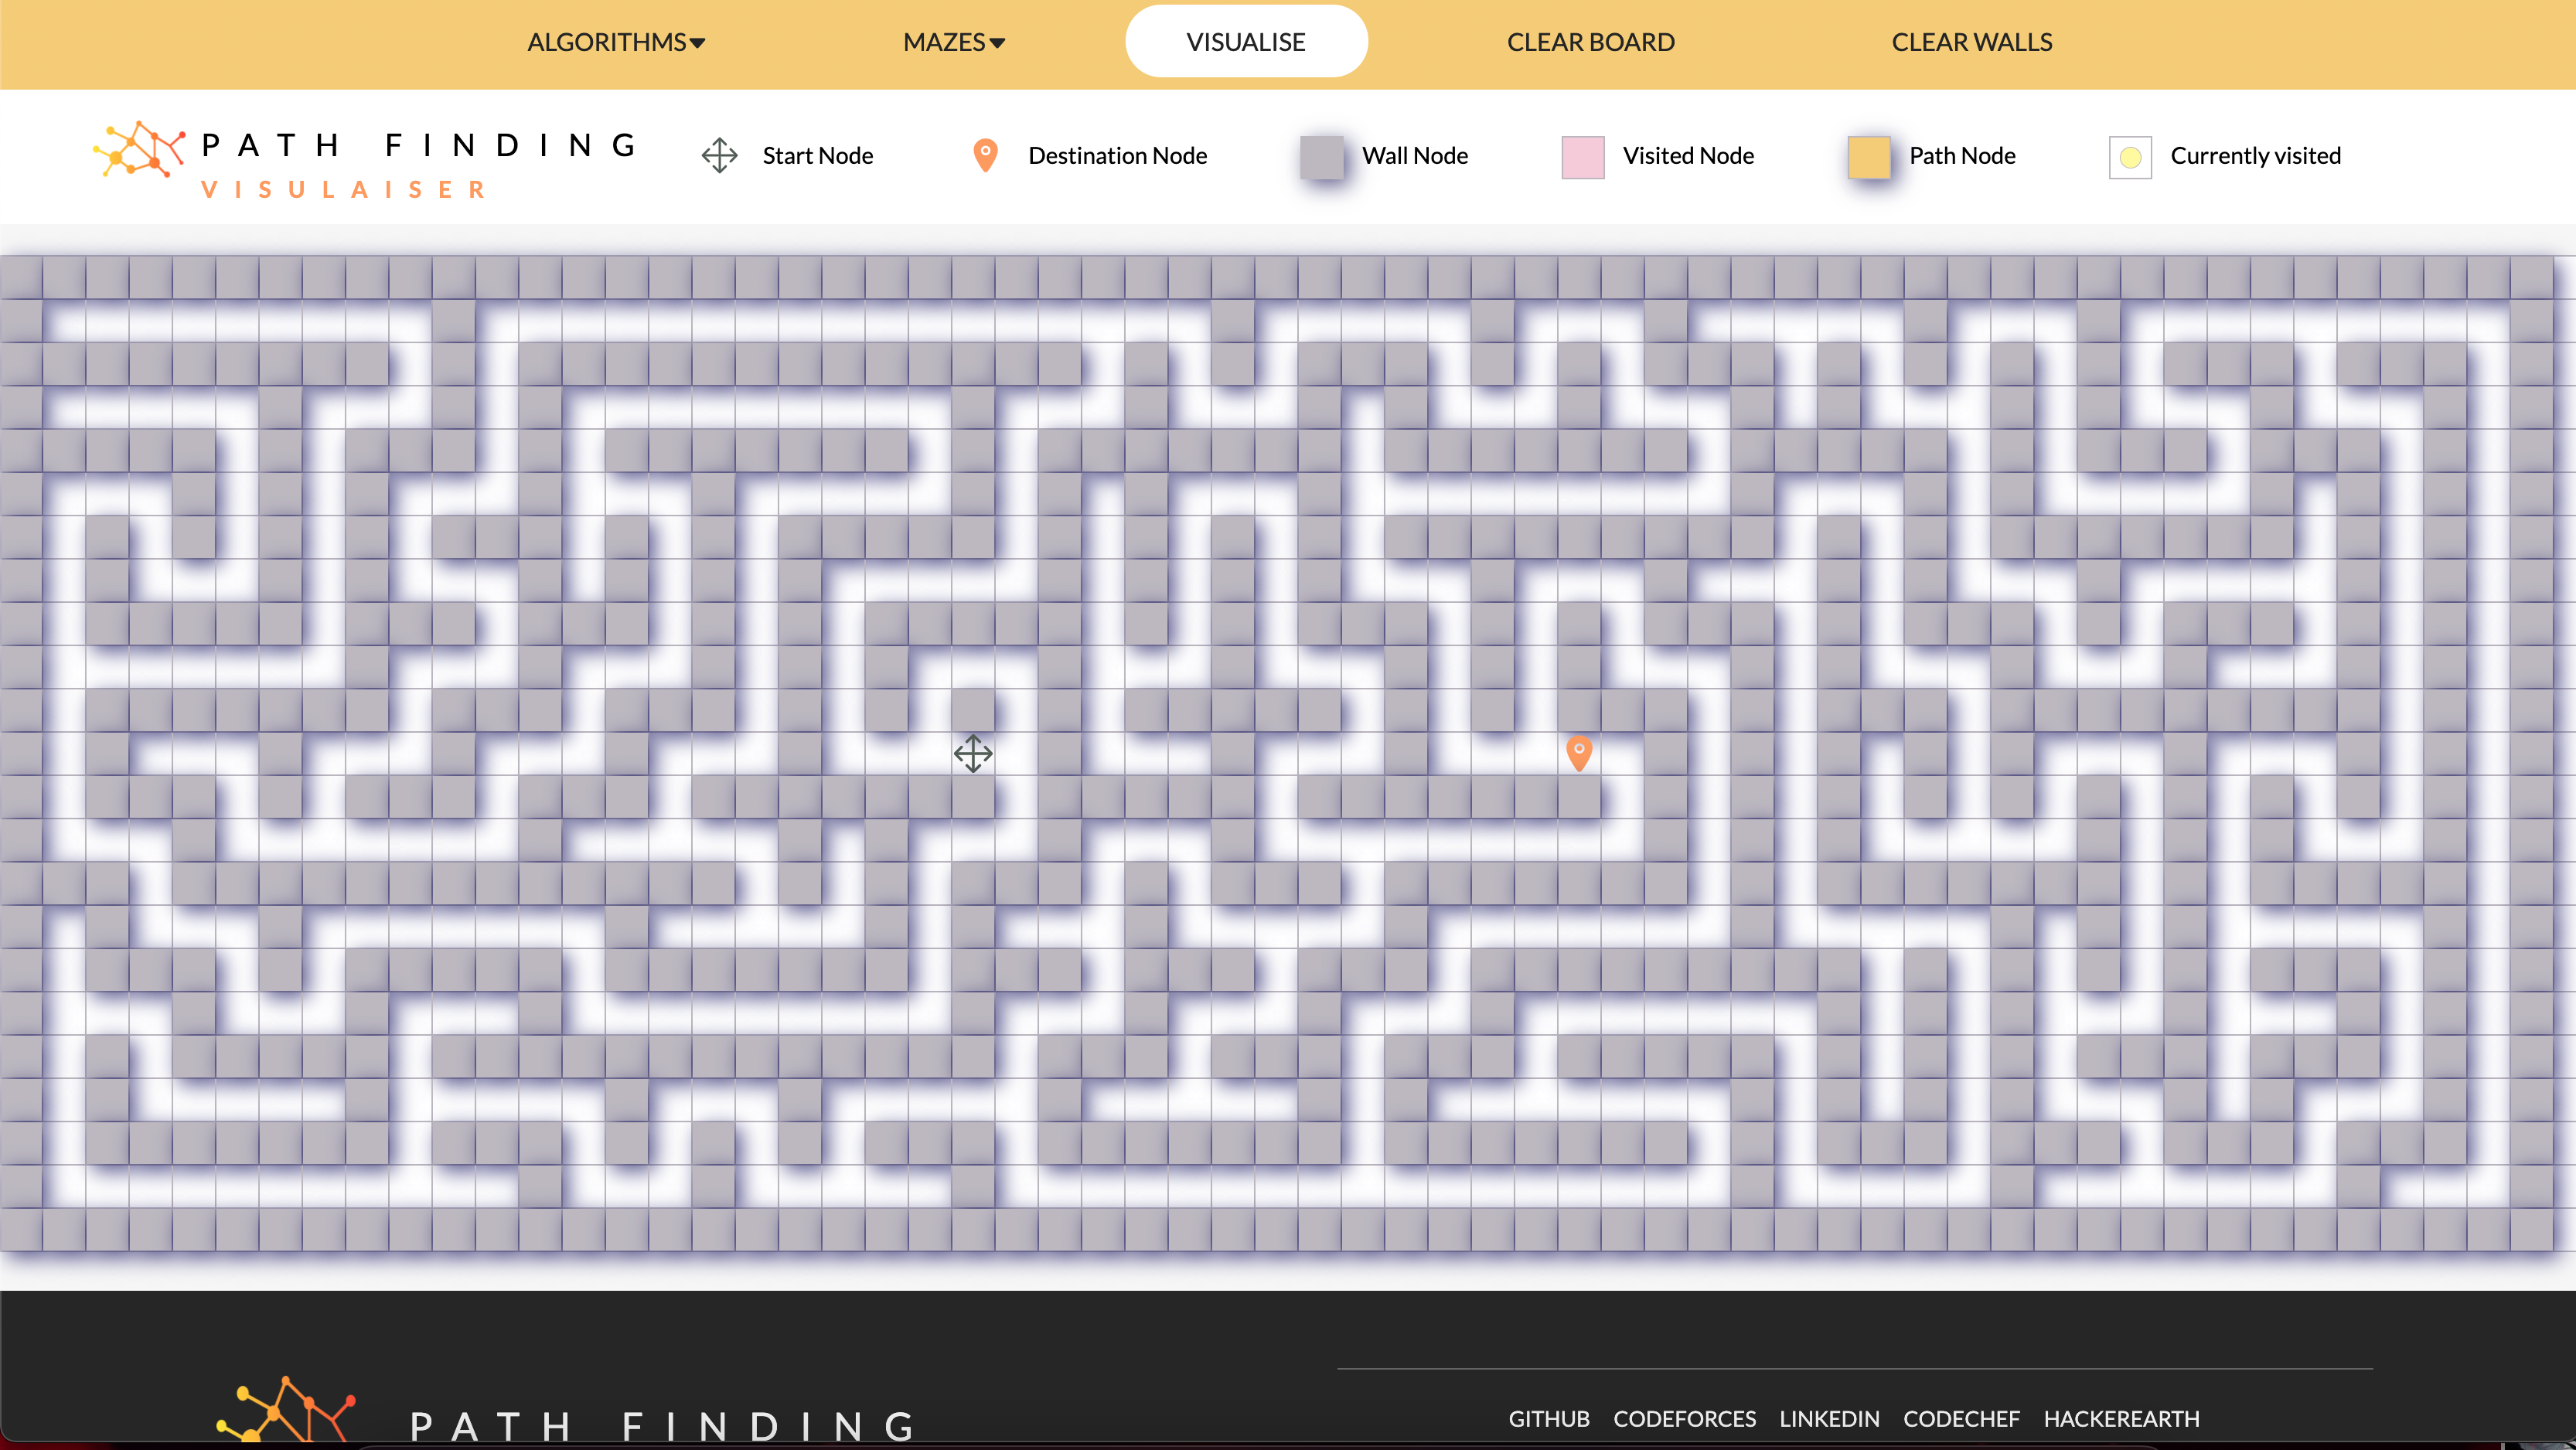 ALGORITHMS MAZES VISUALISE CLEAR BOARD CLEAR WALLS
PATH FINDING
VISULAISER
Start Node Destination Node Wall Node Visited Node Path Node Currently visited
PATH FINDING
GITHUB CODEFORCES LINKEDIN CODECHEF HACKEREARTH